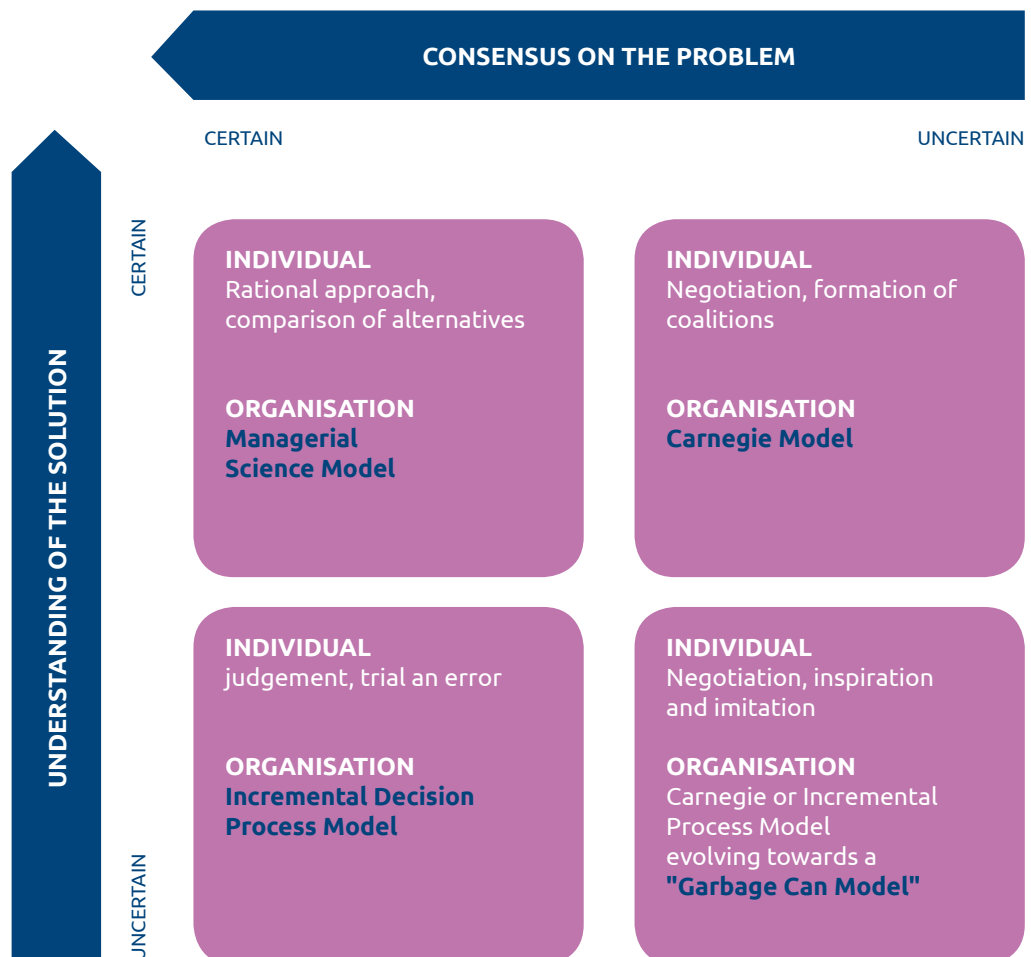 CONSENSUS ON THE PROBLEM
CERTAIN
UNCERTAIN
UNDERSTANDING OF THE SOLUTION
CERTAIN
INDIVIDUAL
Rational approach,
comparison of alternatives
ORGANISATION
Managerial
Science Model
INDIVIDUAL
Negotiation, formation of
coalitions
ORGANISATION
Carnegie Model
UNCERTAIN
INDIVIDUAL
judgement, trial an error
ORGANISATION
Incremental Decision
Process Model
INDIVIDUAL
Negotiation, inspiration
and imitation
ORGANISATION
Carnegie or Incremental
Process Model
evolving towards a
"Garbage Can Model"